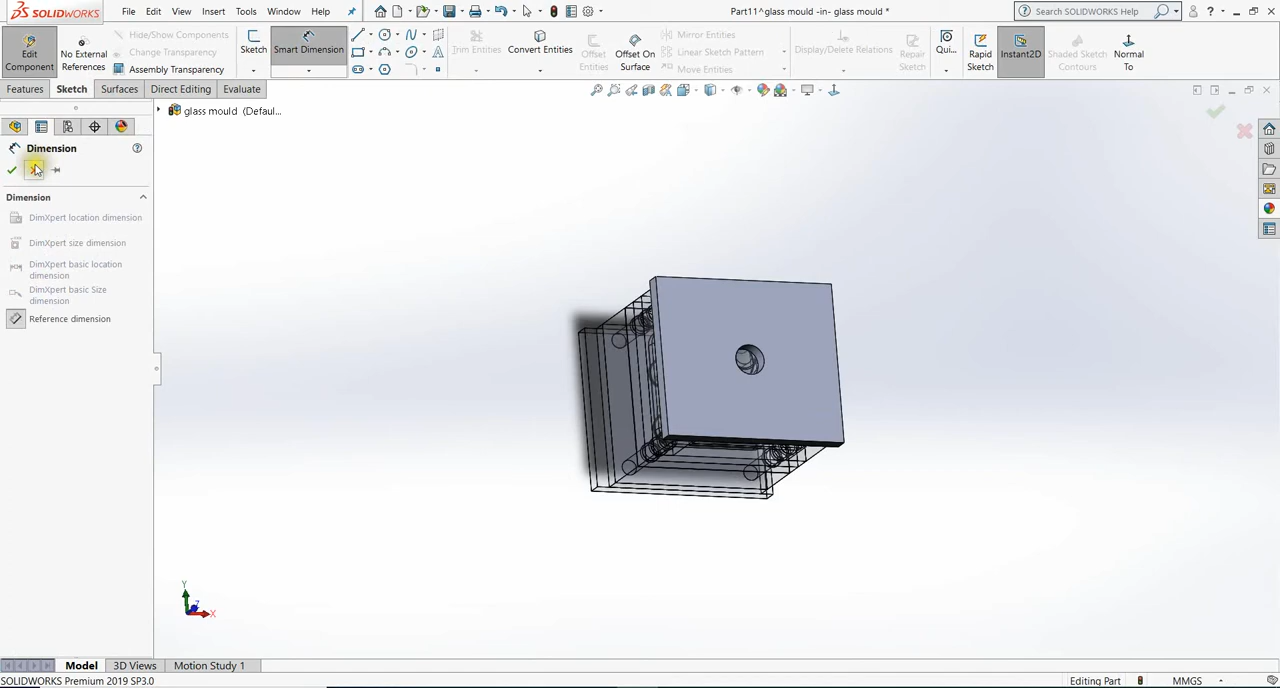 SOLIDWORKS File Edit View Insert Tools Window Help Part11^glass mould -in- glass mould * Search SOLIDWORKS Help
Edit
Component
No External
References
Hide/Show Components
Change Transparency
Assembly Transparency
Sketch
Smart Dimension
Trim Entities
Convert Entities
Offset
Entities
Offset On
Surface
Mirror Entities
Linear Sketch Pattern
Move Entities
Display/Delete Relations
Repair
Sketch
Qui...
Rapid
Sketch
Instant2D
Shaded Sketch
Contours
Normal
To
Features Sketch Surfaces Direct Editing Evaluate
glass mould (Defaul...
Dimension
Dimension
DimXpert location dimension
DimXpert size dimension
DimXpert basic location
dimension
DimXpert basic Size
dimension
Reference dimension
Y
Z
X
Model 3D Views Motion Study 1
SOLIDWORKS Premium 2019 SP3.0 Editing Part MMGS